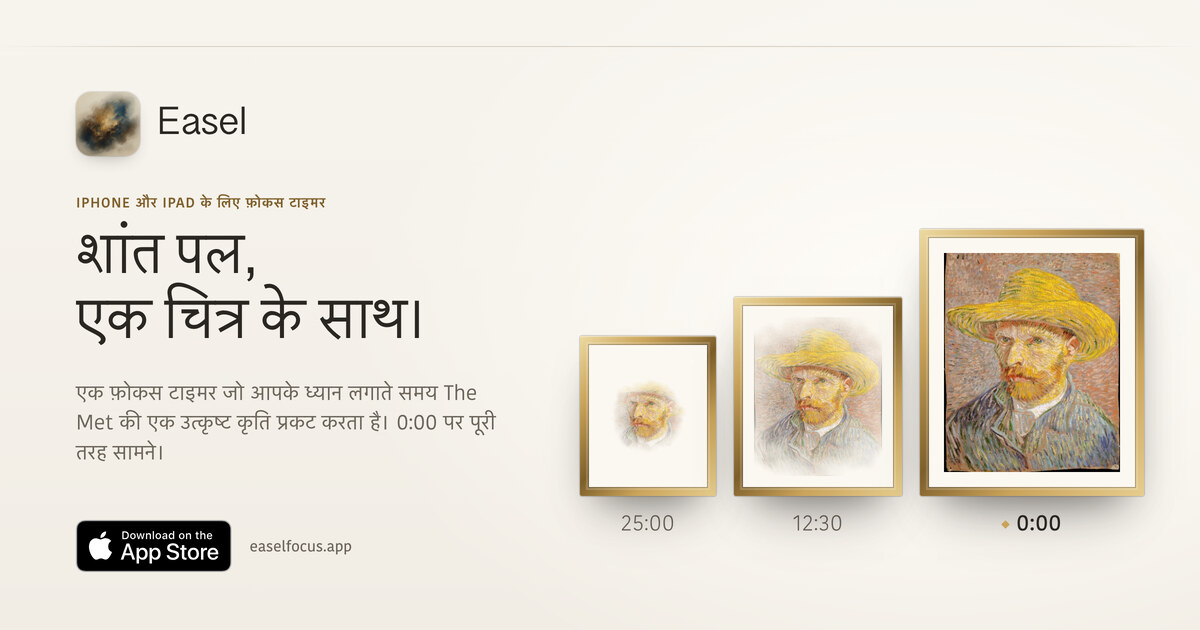 Easel
IPHONE और IPAD के लिए फ़ोकस टाइमर
शांत पल,
एक चित्र के साथ।
एक फ़ोकस टाइमर जो आपके ध्यान लगाते समय The
Met की एक उत्कृष्ट कृति प्रकट करता है। 0:00 पर पूरी
तरह सामने।
Download on the
App Store
easelfocus.app
25:00
12:30
0:00